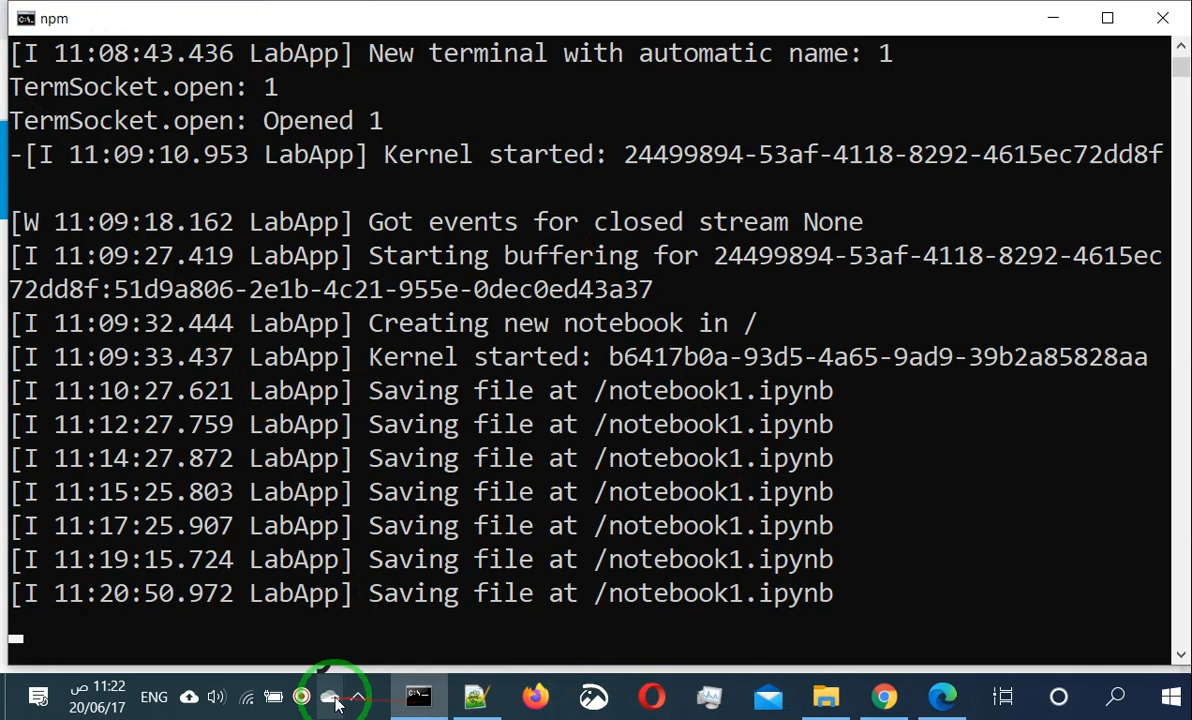 npm
[I 11:08:43.436 LabApp] New terminal with automatic name: 1
TermSocket.open: 1
TermSocket.open: Opened 1
-[I 11:09:10.953 LabApp] Kernel started: 24499894-53af-4118-8292-4615ec72dd8f
[W 11:09:18.162 LabApp] Got events for closed stream None
[I 11:09:27.419 LabApp] Starting buffering for 24499894-53af-4118-8292-4615ec
72dd8f:51d9a806-2e1b-4c21-955e-0dec0ed43a37
[I 11:09:32.444 LabApp] Creating new notebook in /
[I 11:09:33.437 LabApp] Kernel started: b6417b0a-93d5-4a65-9ad9-39b2a85828aa
[I 11:10:27.621 LabApp] Saving file at /notebook1.ipynb
[I 11:12:27.759 LabApp] Saving file at /notebook1.ipynb
[I 11:14:27.872 LabApp] Saving file at /notebook1.ipynb
[I 11:15:25.803 LabApp] Saving file at /notebook1.ipynb
[I 11:17:25.907 LabApp] Saving file at /notebook1.ipynb
[I 11:19:15.724 LabApp] Saving file at /notebook1.ipynb
[I 11:20:50.972 LabApp] Saving file at /notebook1.ipynb
11:22 ص
20/06/17
ENG